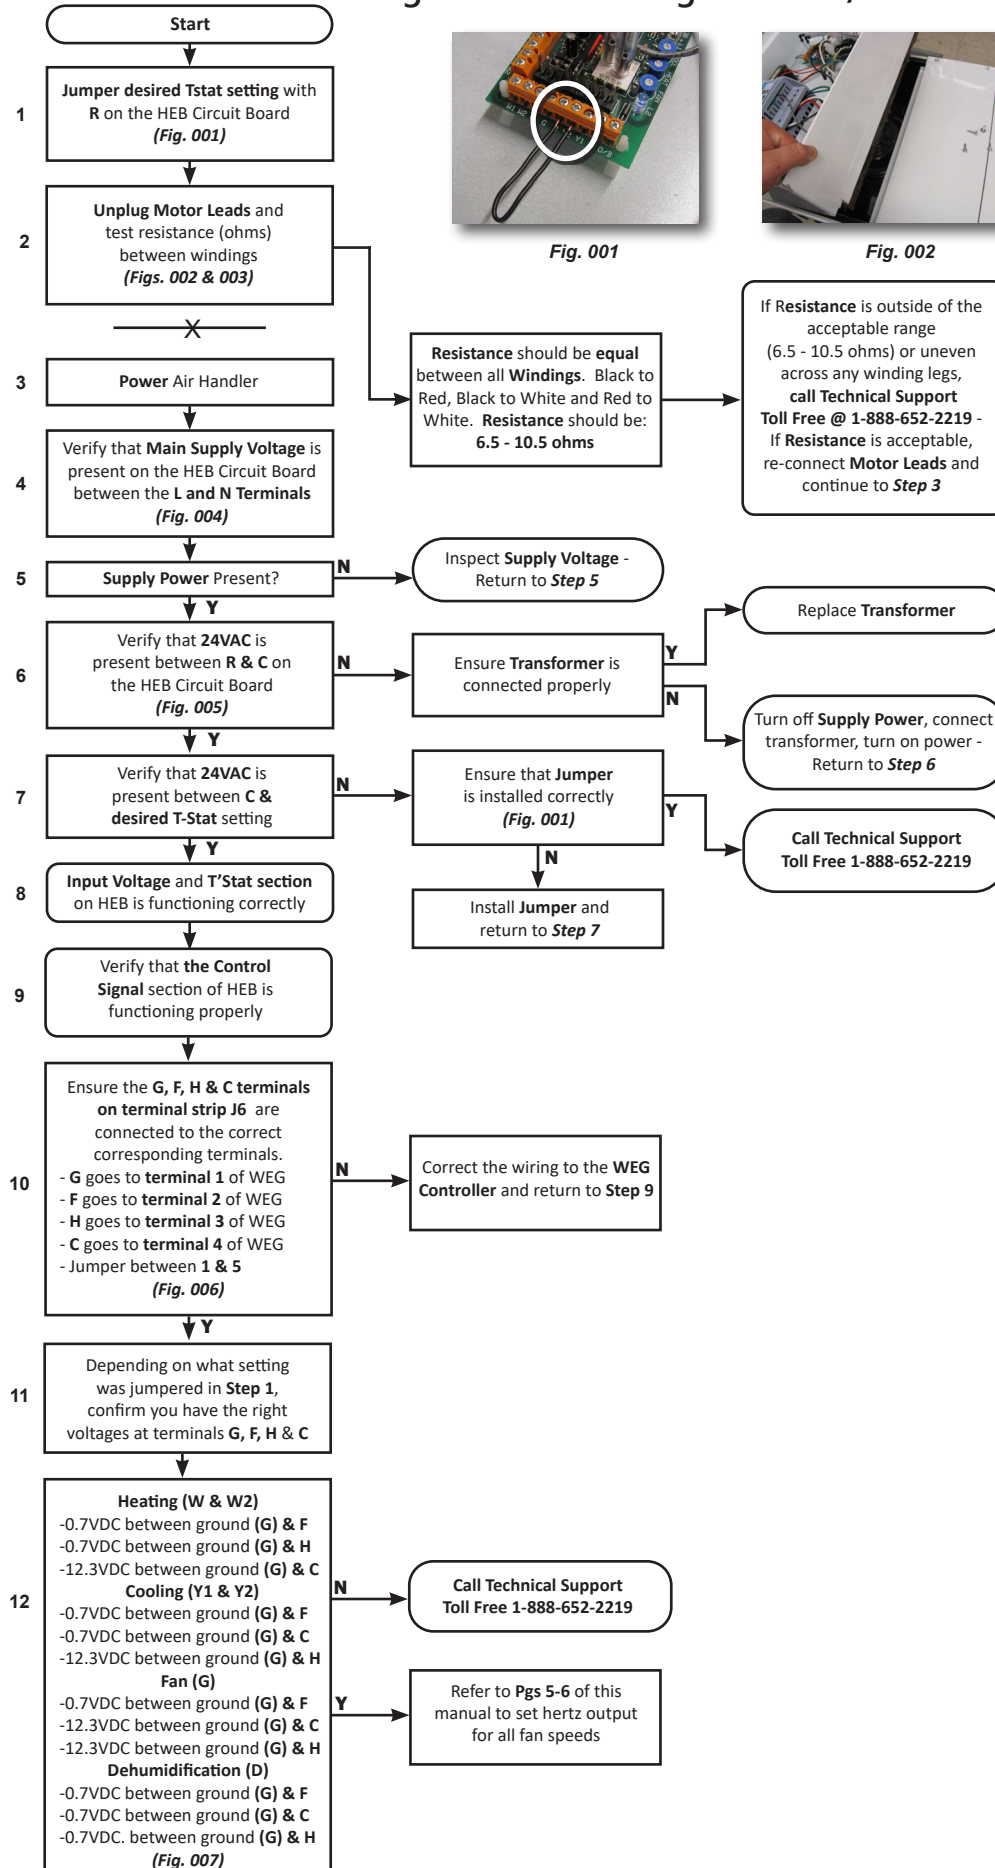 Start
1
Jumper desired Tstat setting with
R on the HEB Circuit Board
(Fig. 001)
2
Unplug Motor Leads and
test resistance (ohms)
between windings
(Figs. 002 & 003)
X
G
Y1
O/B
W1 W2
HEAT FAN
L2
Fig. 001
Fig. 002
Resistance should be equal
between all Windings. Black to
Red, Black to White and Red to
White. Resistance should be:
6.5 - 10.5 ohms
If Resistance is outside of the
acceptable range
(6.5 - 10.5 ohms) or uneven
across any winding legs,
call Technical Support
Toll Free @ 1-888-652-2219 -
If Resistance is acceptable,
re-connect Motor Leads and
continue to Step 3
3
Power Air Handler
4
Verify that Main Supply Voltage is
present on the HEB Circuit Board
between the L and N Terminals
(Fig. 004)
5
Supply Power Present?
N
Inspect Supply Voltage -
Return to Step 5
Y
6
Verify that 24VAC is
present between R & C on
the HEB Circuit Board
(Fig. 005)
N
Ensure Transformer is
connected properly
Y
Replace Transformer
N
Turn off Supply Power, connect
transformer, turn on power -
Return to Step 6
Y
7
Verify that 24VAC is
present between C &
desired T-Stat setting
N
Ensure that Jumper
is installed correctly
(Fig. 001)
Y
Call Technical Support
Toll Free 1-888-652-2219
N
Install Jumper and
return to Step 7
Y
8
Input Voltage and T'Stat section
on HEB is functioning correctly
9
Verify that the Control
Signal section of HEB is
functioning properly
10
Ensure the G, F, H & C terminals
on terminal strip J6 are
connected to the correct
corresponding terminals.
- G goes to terminal 1 of WEG
- F goes to terminal 2 of WEG
- H goes to terminal 3 of WEG
- C goes to terminal 4 of WEG
- Jumper between 1 & 5
(Fig. 006)
N
Correct the wiring to the WEG
Controller and return to Step 9
Y
11
Depending on what setting
was jumpered in Step 1,
confirm you have the right
voltages at terminals G, F, H & C
12
Heating (W & W2)
-0.7VDC between ground (G) & F
-0.7VDC between ground (G) & H
-12.3VDC between ground (G) & C
Cooling (Y1 & Y2)
-0.7VDC between ground (G) & F
-0.7VDC between ground (G) & C
-12.3VDC between ground (G) & H
Fan (G)
-0.7VDC between ground (G) & F
-12.3VDC between ground (G) & C
-12.3VDC between ground (G) & H
Dehumidification (D)
-0.7VDC between ground (G) & F
-0.7VDC between ground (G) & C
-0.7VDC. between ground (G) & H
(Fig. 007)
N
Call Technical Support
Toll Free 1-888-652-2219
Y
Refer to Pgs 5-6 of this
manual to set hertz output
for all fan speeds